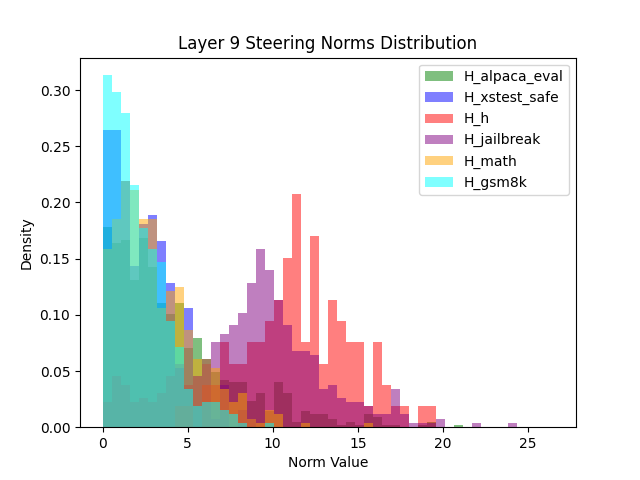 Layer 9 Steering Norms Distribution
H_alpaca_eval
H_xstest_safe
H_h
H_jailbreak
H_math
H_gsm8k
Density
0.30
0.25
0.20
0.15
0.10
0.05
0.00
0 5 10 15 20 25
Norm Value